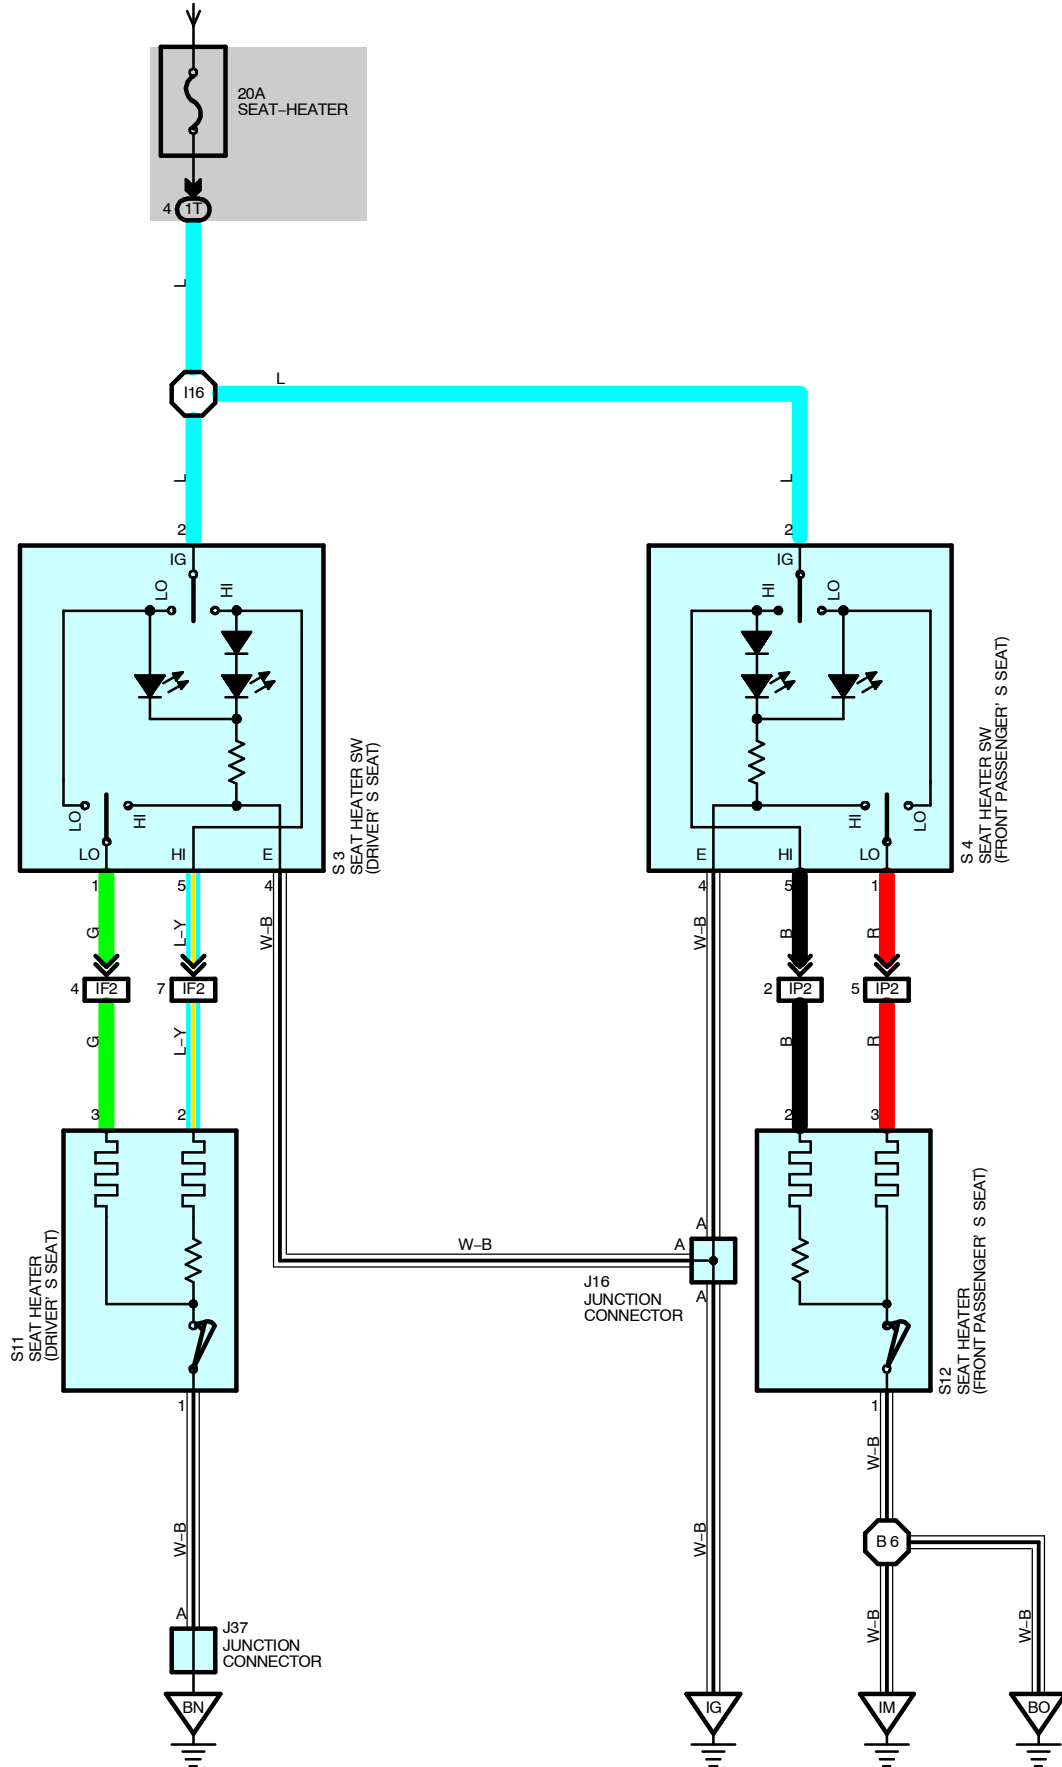 20A
SEAT-HEATER
4 1T
L
I16
L
L
L
2
2
IG
LO
HI
IG
HI
LO
LO
HI
HI
LO
LO
HI
E
S 3
SEAT HEATER SW
(DRIVER' S SEAT)
E
HI
LO
S 4
SEAT HEATER SW
(FRONT PASSENGER' S SEAT)
1
5
4
4
5
1
G
L-Y
W-B
W-B
B
R
4 IF2
7 IF2
2 IP2
5 IP2
G
L-Y
B
R
3
2
2
3
S11
SEAT HEATER
(DRIVER' S SEAT)
W-B
A
A
A
J16
JUNCTION
CONNECTOR
S12
SEAT HEATER
(FRONT PASSENGER' S SEAT)
1
1
W-B
W-B
W-B
B 6
A
J37
JUNCTION
CONNECTOR
W-B
W-B
BN
IG
IM
BO